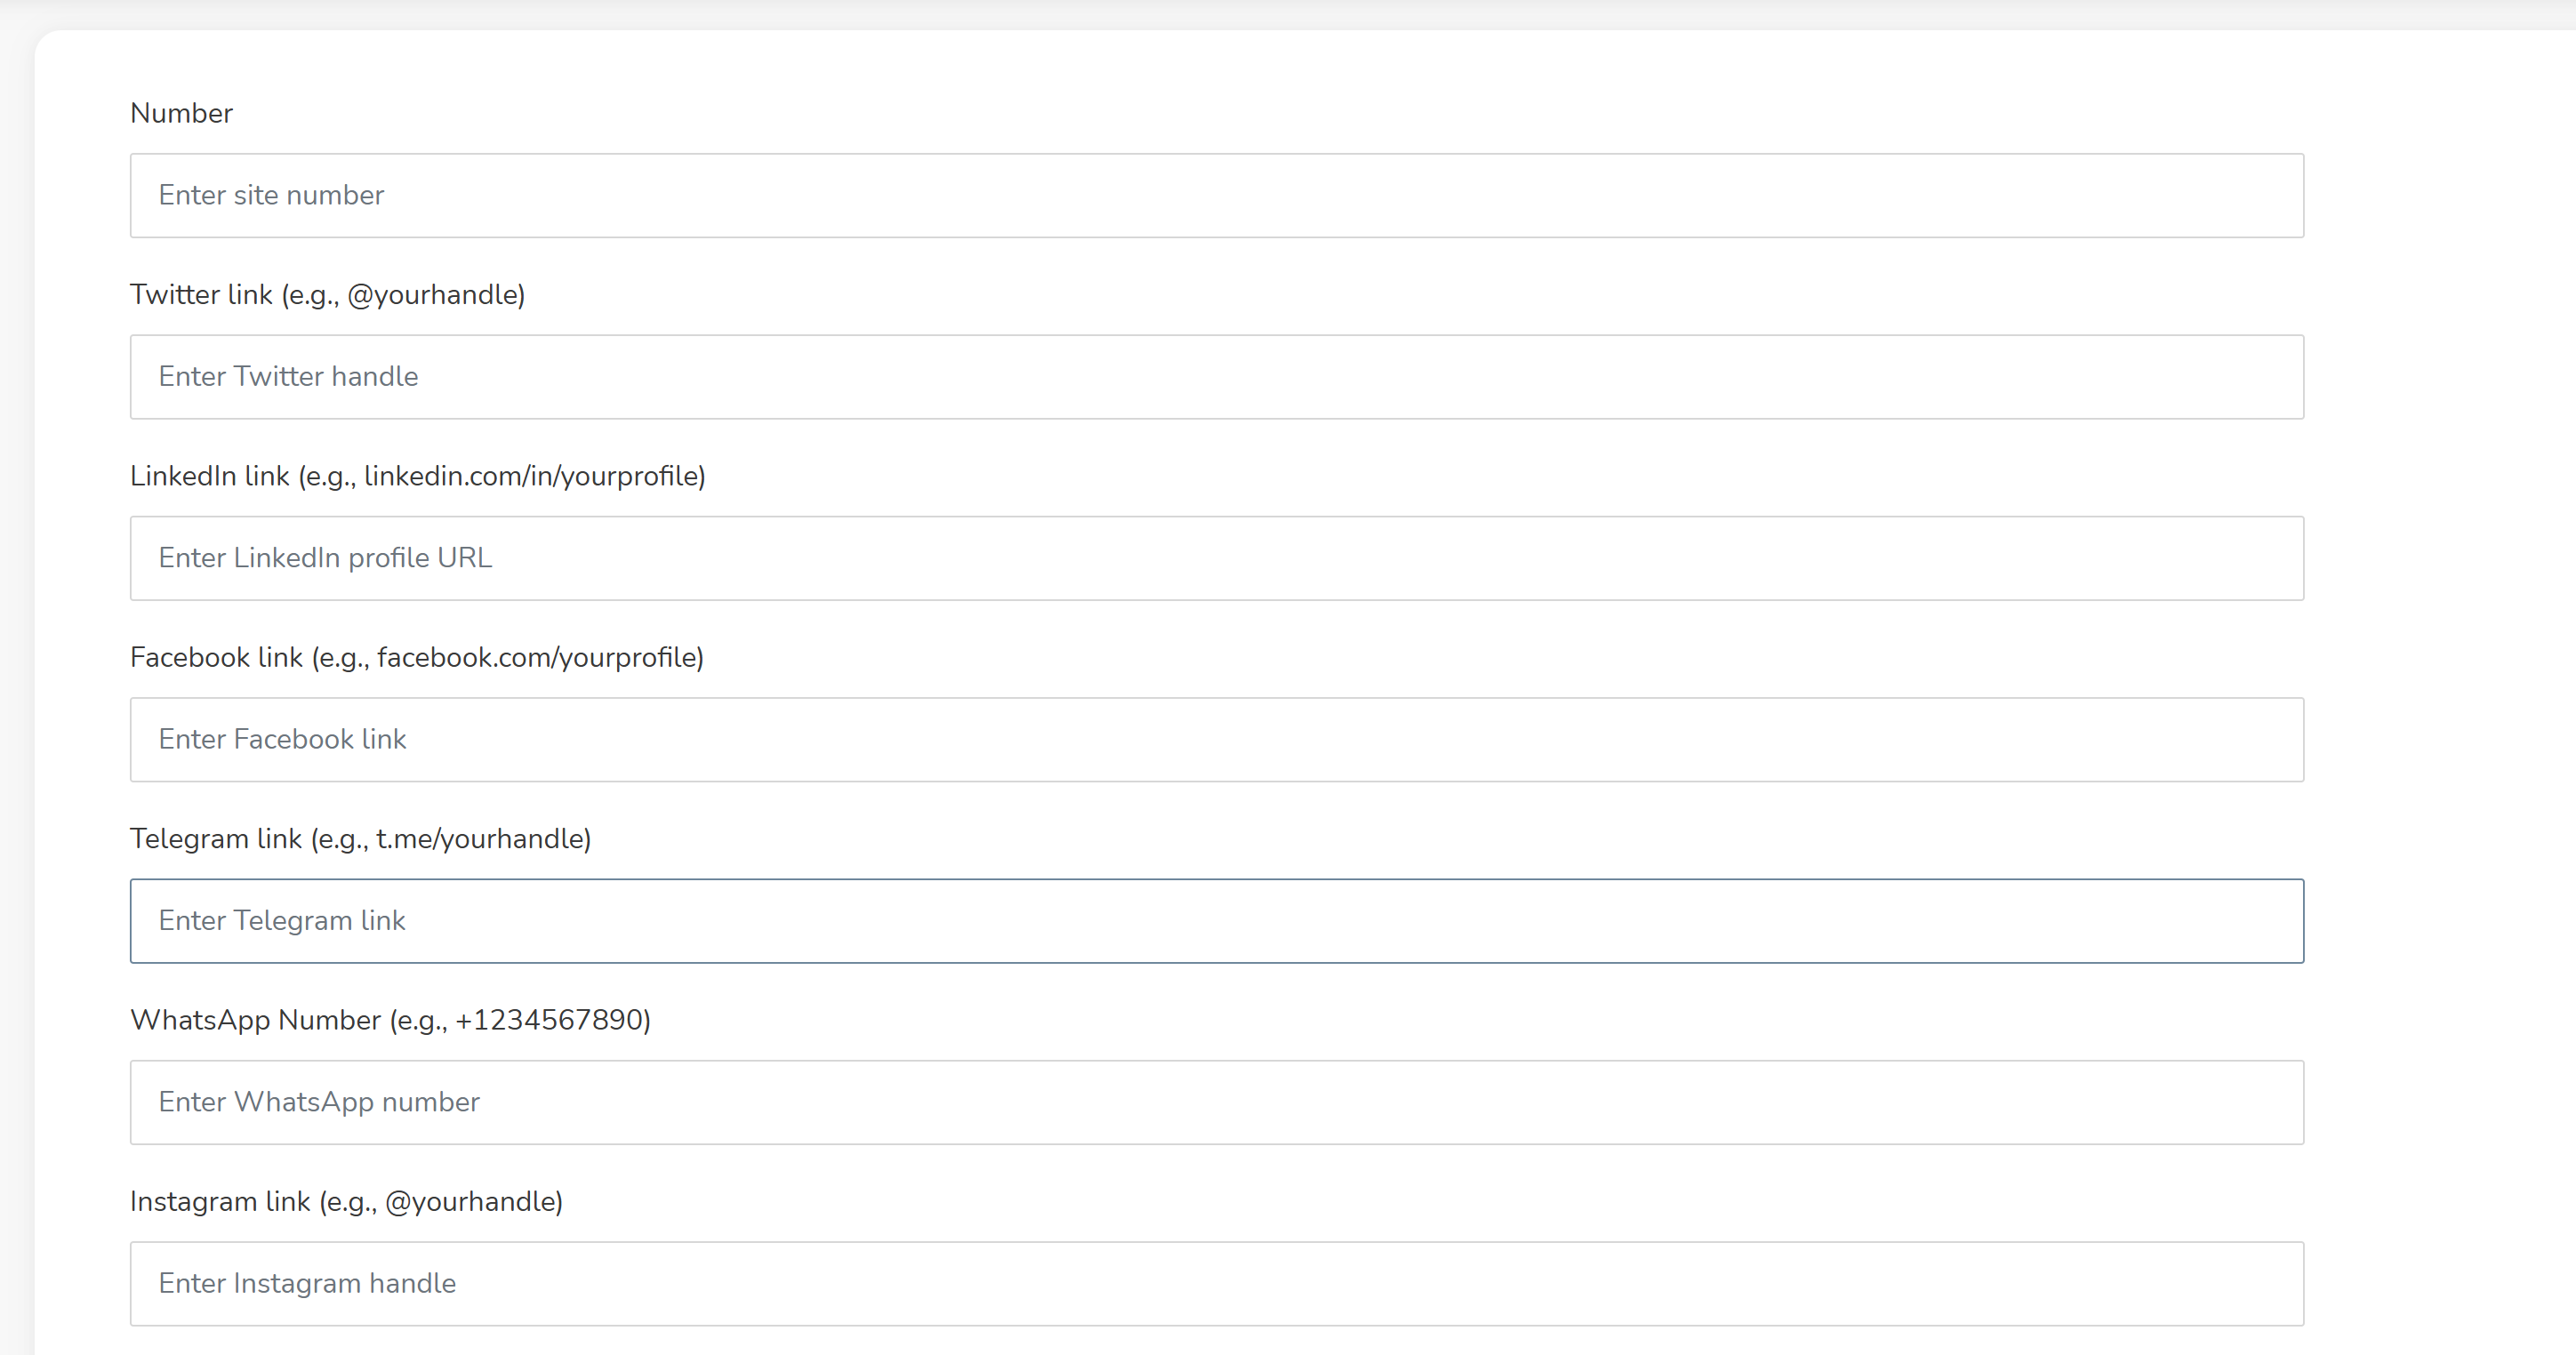 Number
Enter site number
Twitter link (e.g., @yourhandle)
Enter Twitter handle
LinkedIn link (e.g., linkedin.com/in/yourprofile)
Enter LinkedIn profile URL
Facebook link (e.g., facebook.com/yourprofile)
Enter Facebook link
Telegram link (e.g., t.me/yourhandle)
Enter Telegram link
WhatsApp Number (e.g., +1234567890)
Enter WhatsApp number
Instagram link (e.g., @yourhandle)
Enter Instagram handle